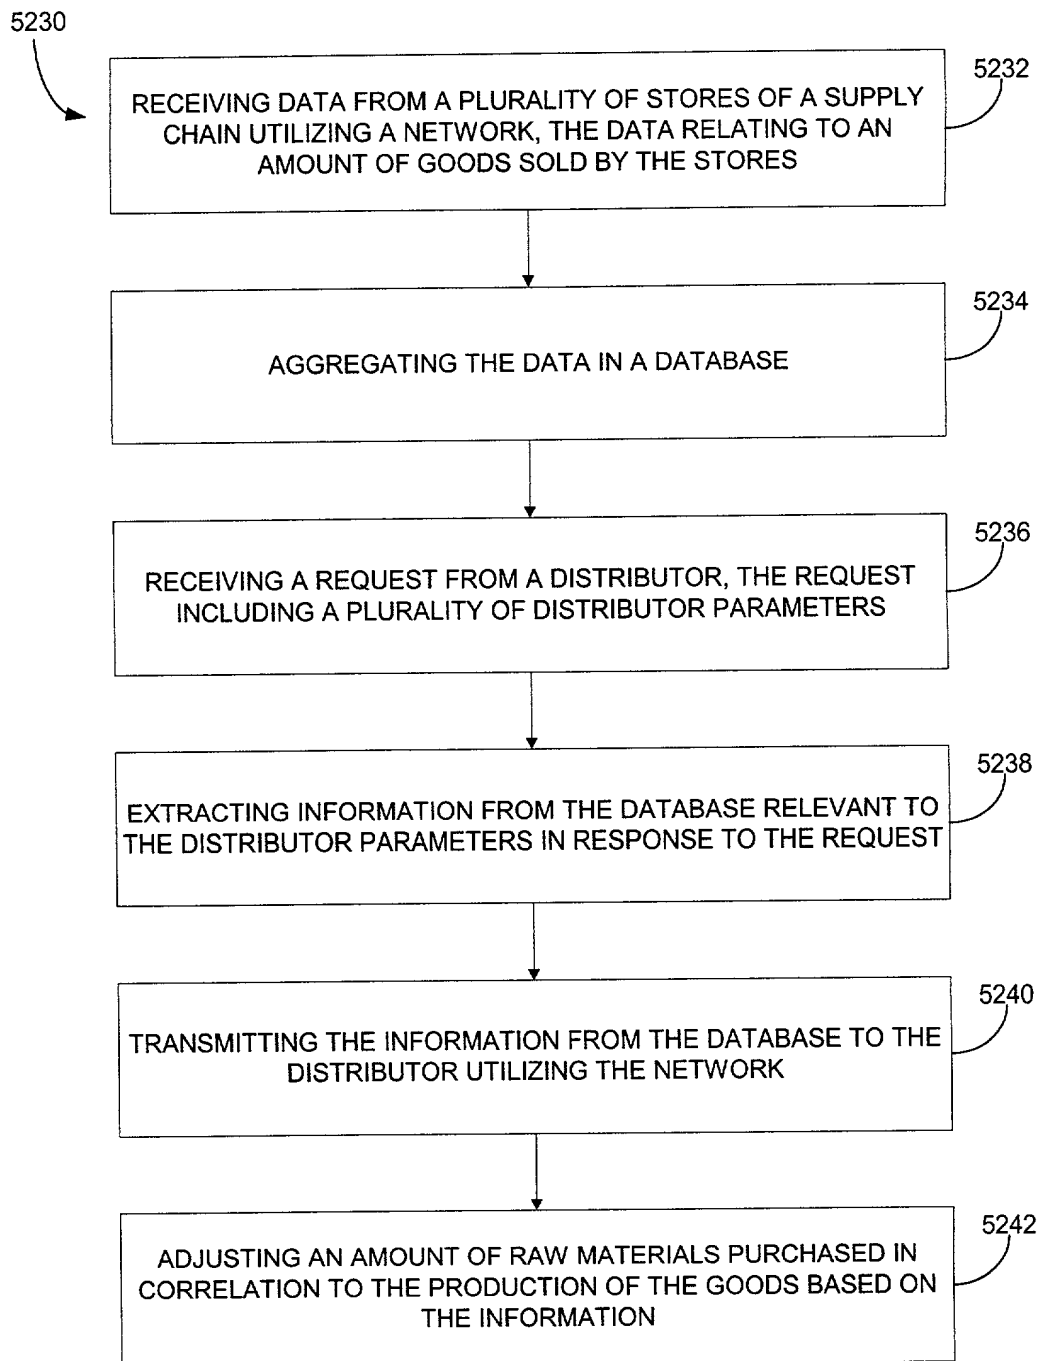 5230
5232
RECEIVING DATA FROM A PLURALITY OF STORES OF A SUPPLY
CHAIN UTILIZING A NETWORK, THE DATA RELATING TO AN
AMOUNT OF GOODS SOLD BY THE STORES
5234
AGGREGATING THE DATA IN A DATABASE
5236
RECEIVING A REQUEST FROM A DISTRIBUTOR, THE REQUEST
INCLUDING A PLURALITY OF DISTRIBUTOR PARAMETERS
5238
EXTRACTING INFORMATION FROM THE DATABASE RELEVANT TO
THE DISTRIBUTOR PARAMETERS IN RESPONSE TO THE REQUEST
5240
TRANSMITTING THE INFORMATION FROM THE DATABASE TO THE
DISTRIBUTOR UTILIZING THE NETWORK
5242
ADJUSTING AN AMOUNT OF RAW MATERIALS PURCHASED IN
CORRELATION TO THE PRODUCTION OF THE GOODS BASED ON
THE INFORMATION